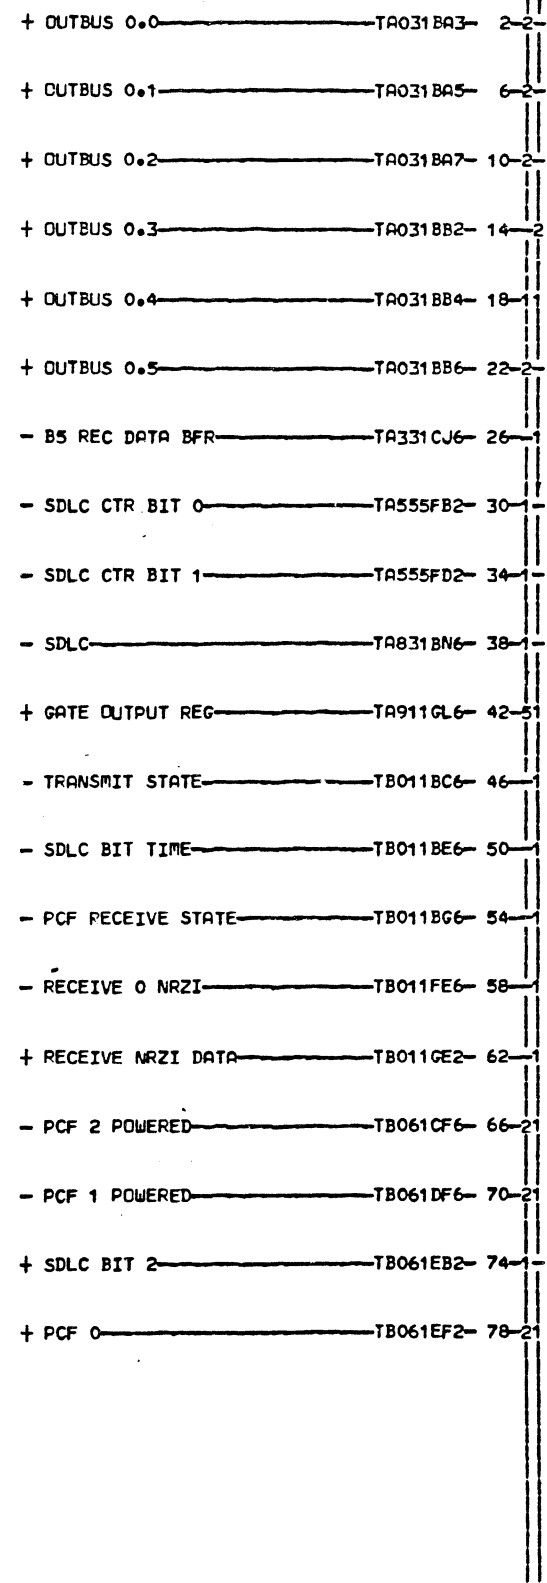 + OUTBUS 0.0 TA031BA3- 2-2-
+ OUTBUS 0.1 TA031BA5- 6-2-
+ OUTBUS 0.2 TA031BA7- 10-2-
+ OUTBUS 0.3 TA031BB2- 14-2
+ OUTBUS 0.4 TA031BB4- 18-11
+ OUTBUS 0.5 TA031BB6- 22-2-
- BS REC DATA BFR TA331CJ6- 26-1
- SDLC CTR BIT 0 TA555FB2- 30-1-
- SDLC CTR BIT 1 TA555FD2- 34-1-
- SDLC TA831BN6- 38-1-
+ GATE OUTPUT REG TA911GL6- 42-51
- TRANSMIT STATE TB011BC6- 46-1
- SDLC BIT TIME TB011BE6- 50-1
- PCF RECEIVE STATE TB011BG6- 54-1
- RECEIVE 0 NRZI TB011FE6- 58-1
+ RECEIVE NRZI DATA TB011GE2- 62-1
- PCF 2 POWERED TB061CF6- 66-21
- PCF 1 POWERED TB061DF6- 70-21
+ SDLC BIT 2 TB061EB2- 74-1-
+ PCF 0 TB061EF2- 78-21